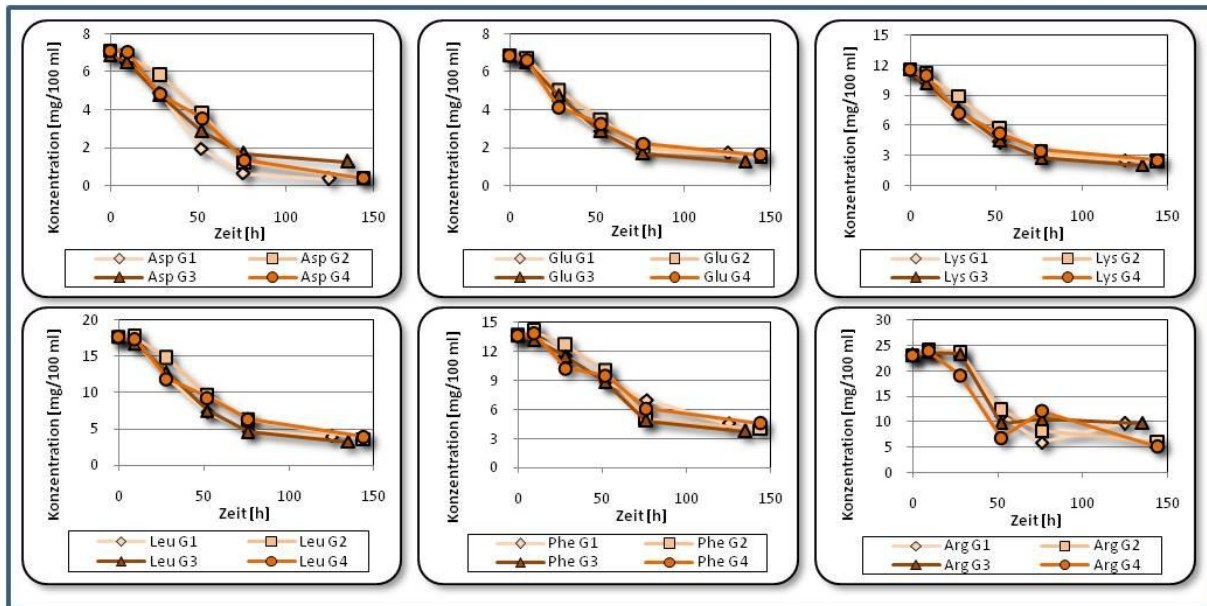 Konzentration [mg/100 ml]
8
6
4
2
0
0 50 100 150
Zeit [h]
Asp G1 Asp G2
Asp G3 Asp G4
Konzentration [mg/100 ml]
8
6
4
2
0
0 50 100 150
Zeit [h]
Glu G1 Glu G2
Glu G3 Glu G4
Konzentration [mg/100 ml]
15
12
9
6
3
0
0 50 100 150
Zeit [h]
Lys G1 Lys G2
Lys G3 Lys G4
Konzentration [mg/100 ml]
20
15
10
5
0
0 50 100 150
Zeit [h]
Leu G1 Leu G2
Leu G3 Leu G4
Konzentration [mg/100 ml]
15
12
9
6
3
0
0 50 100 150
Zeit [h]
Phe G1 Phe G2
Phe G3 Phe G4
Konzentration [mg/100 ml]
30
25
20
15
10
5
0
0 50 100 150
Zeit [h]
Arg G1 Arg G2
Arg G3 Arg G4